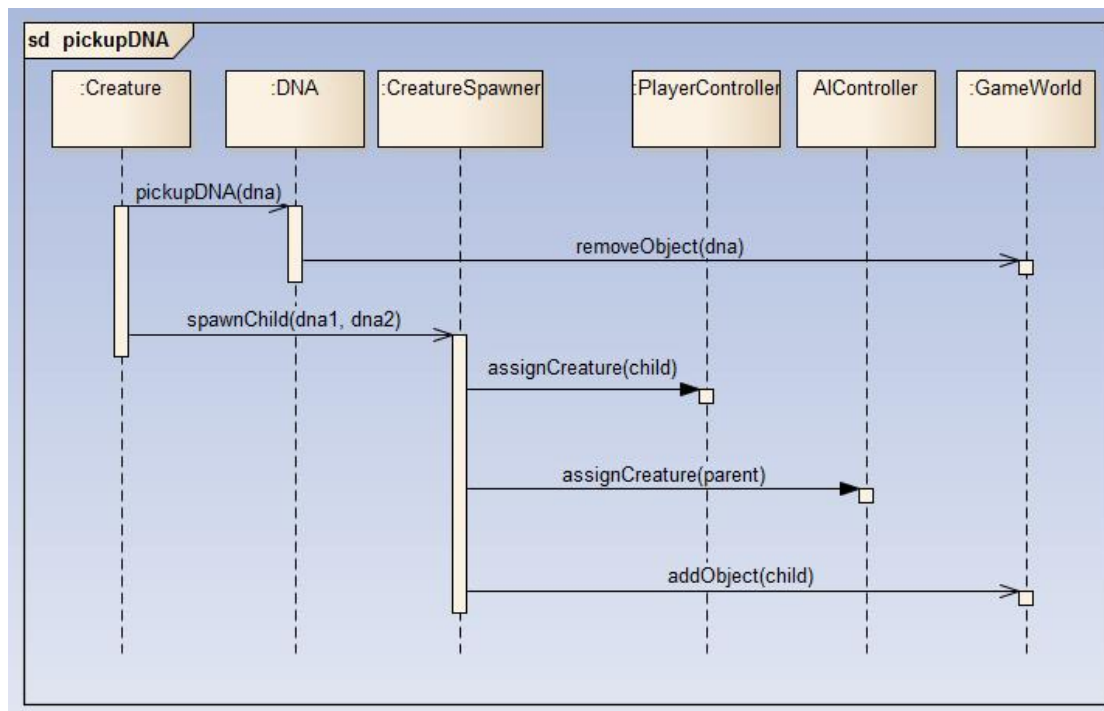 sd pickupDNA
:Creature
:DNA
:CreatureSpawner
:PlayerController
AIController
:GameWorld
pickupDNA(dna)
removeObject(dna)
spawnChild(dna1, dna2)
assignCreature(child)
assignCreature(parent)
addObject(child)